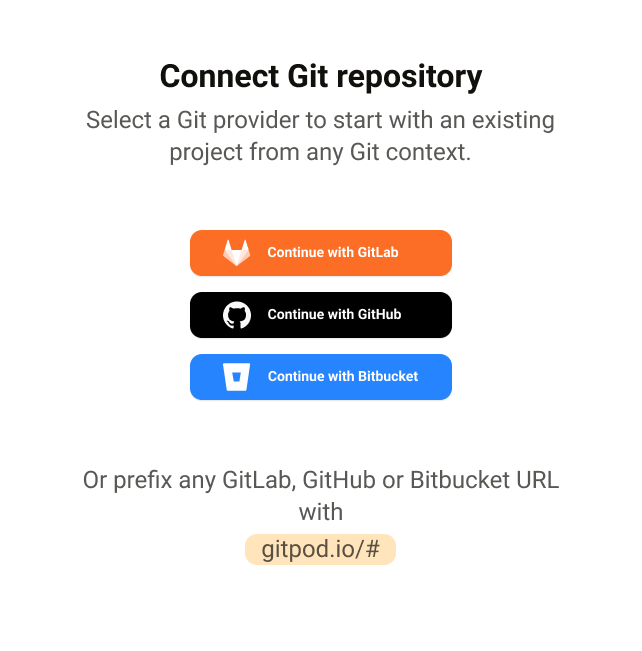 Connect Git repository
Select a Git provider to start with an existing
project from any Git context.
Continue with GitLab
Continue with GitHub
Continue with Bitbucket
Or prefix any GitLab, GitHub or Bitbucket URL
with
gitpod.io/#